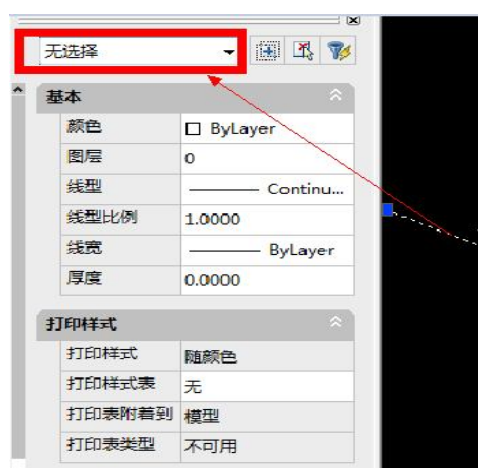 无选择
基本
颜色 ByLayer
图层 0
线型 Continu...
线型比例 1.0000
线宽 ByLayer
厚度 0.0000
打印样式
打印样式 随颜色
打印样式表 无
打印表附着到 模型
打印表类型 不可用